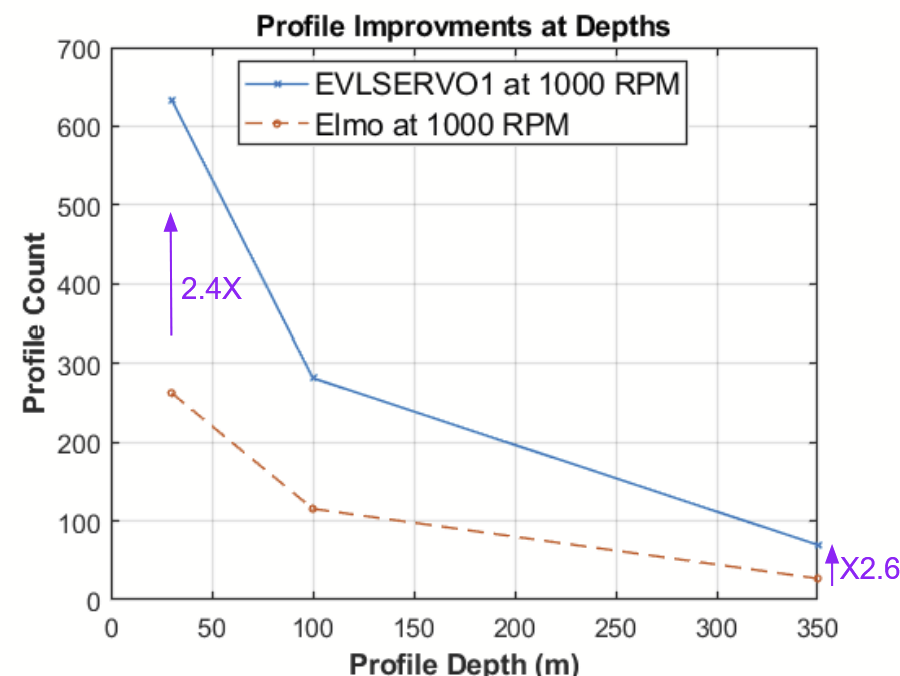 Profile Improvments at Depths
700
600
500
400
300
200
100
0
EVLSERVO1 at 1000 RPM
Elmo at 1000 RPM
2.4X
X2.6
Profile Count
0
50
100
150
200
250
300
350
Profile Depth (m)